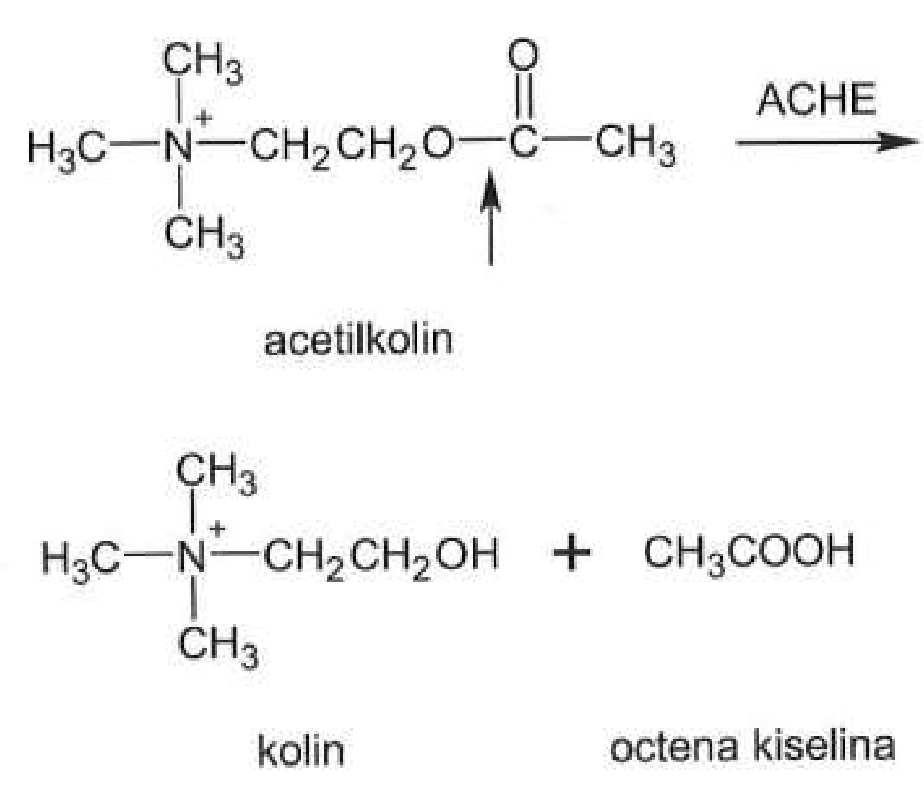 CH₃ O
H₃C—N⁺—CH₂CH₂O—C—CH₃ ACHE
CH₃
acetilkolin
CH₃
H₃C—N⁺—CH₂CH₂OH + CH₃COOH
CH₃
kolin octena kiselina